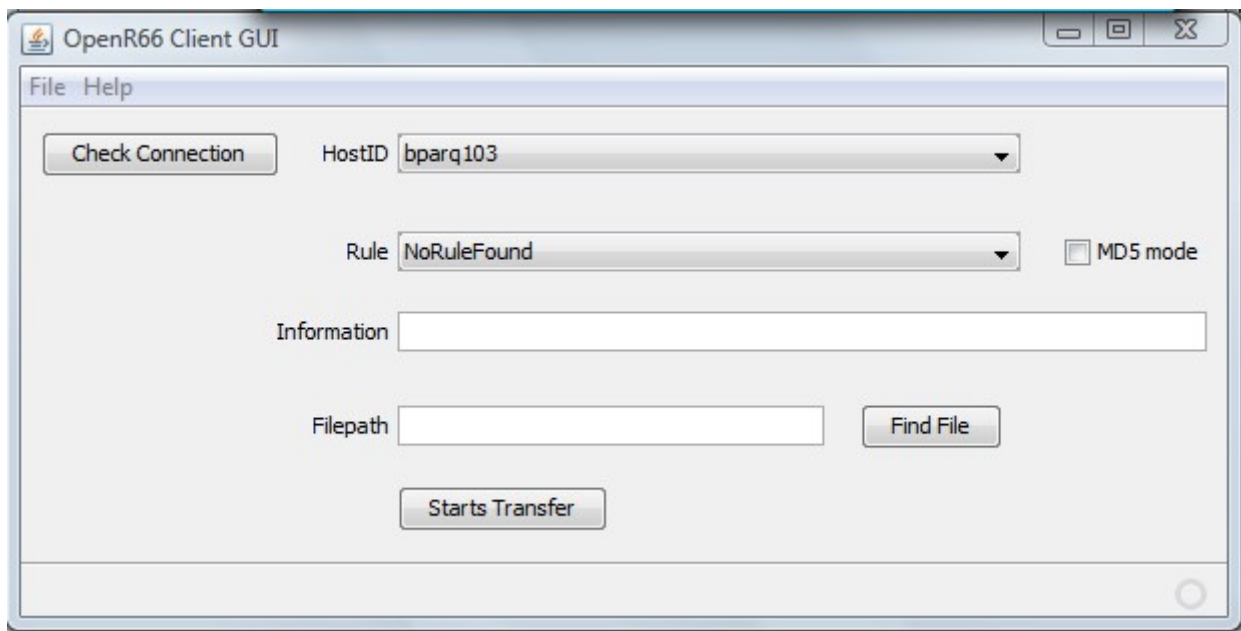 OpenR66 Client GUI
File Help
Check Connection HostID bparq103
Rule NoRuleFound MD5 mode
Information
Filepath Find File
Starts Transfer